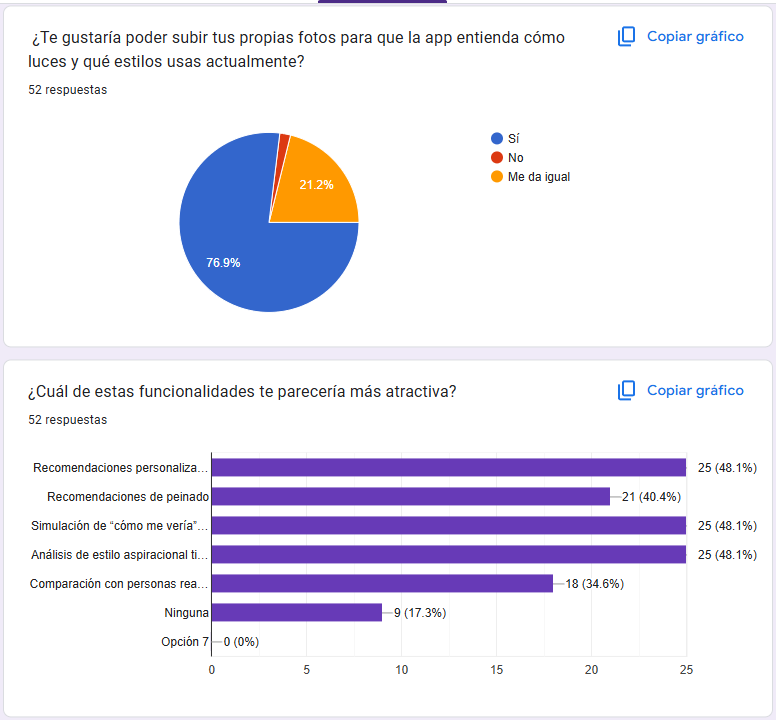 ¿Te gustaría poder subir tus propias fotos para que la app entienda cómo
luces y qué estilos usas actualmente?
Copiar gráfico
52 respuestas
Sí
No
Me da igual
21.2%
76.9%
¿Cuál de estas funcionalidades te parecería más atractiva?
Copiar gráfico
52 respuestas
Recomendaciones personaliza… 25 (48.1%)
Recomendaciones de peinado 21 (40.4%)
Simulación de “cómo me vería”… 25 (48.1%)
Análisis de estilo aspiracional ti… 25 (48.1%)
Comparación con personas rea… 18 (34.6%)
Ninguna 9 (17.3%)
Opción 7 0 (0%)
0 5 10 15 20 25